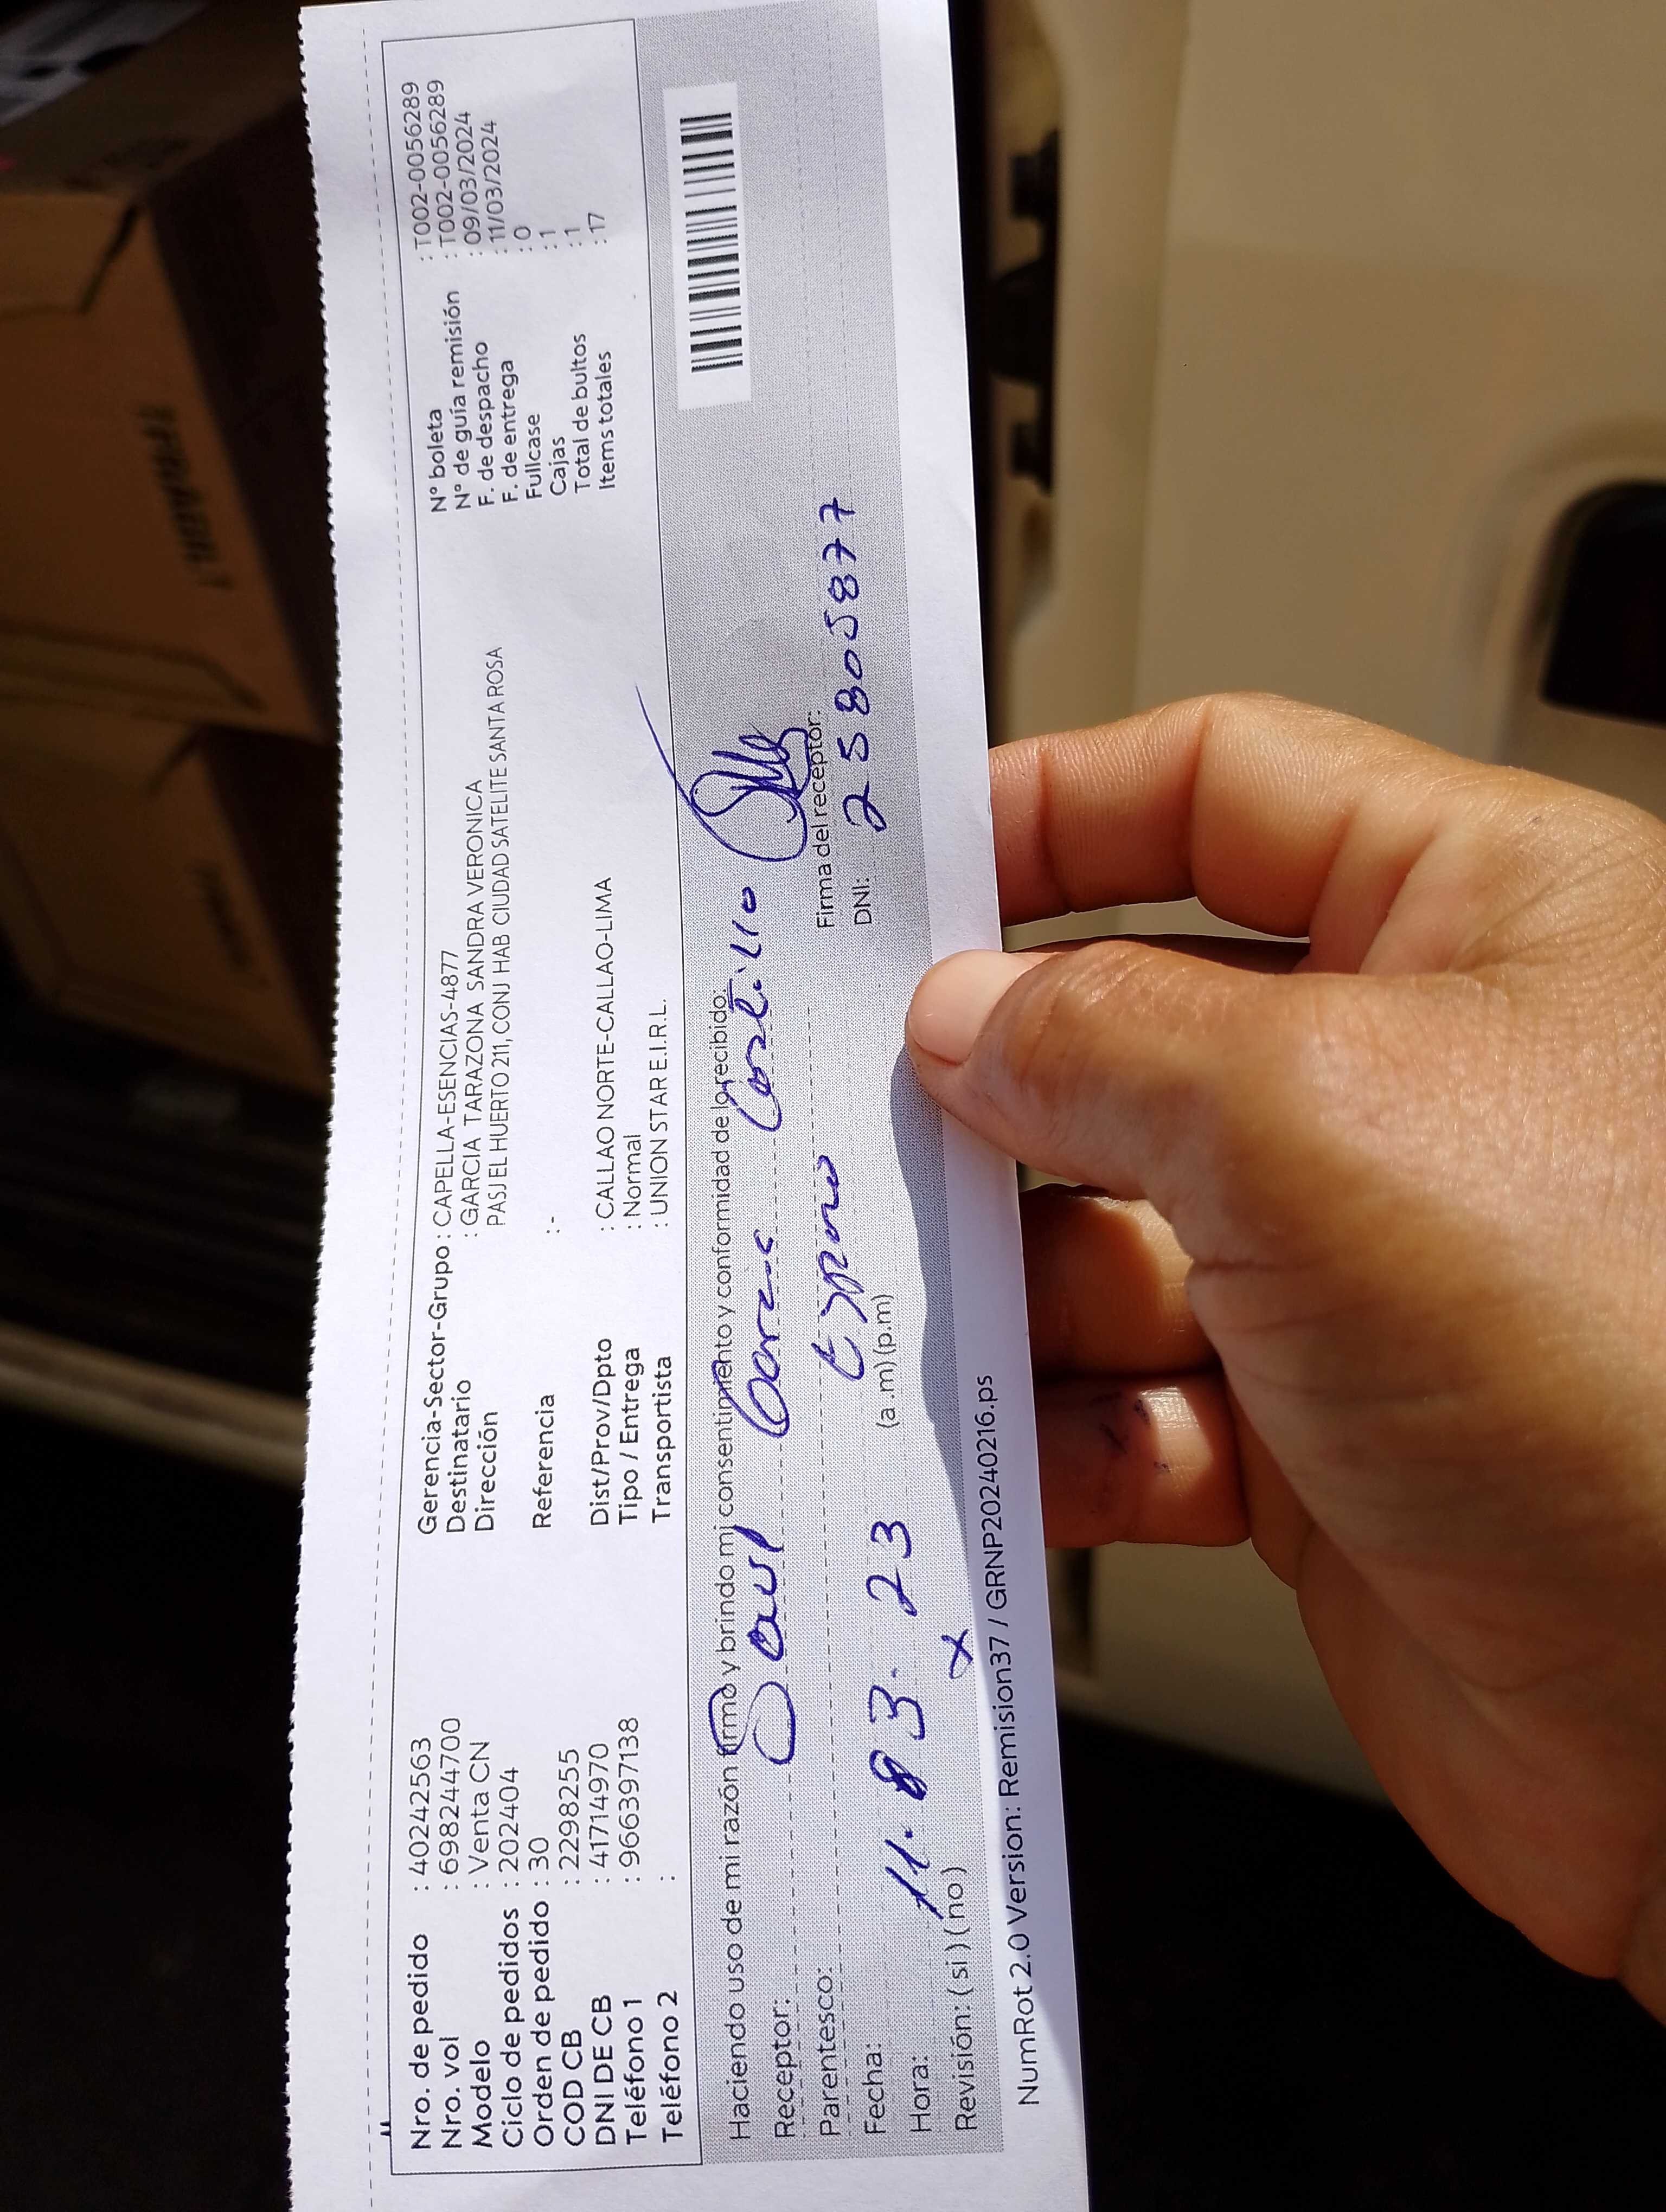 Nro. de pedido : 40242563
Nro. vol : 698244700
Modelo : Venta CN
Ciclo de pedidos : 202404
Orden de pedido : 30
COD CB : 22982255
DNI DE CB : 41714970
Teléfono 1 : 966397138
Teléfono 2 :
Gerencia-Sector-Grupo : CAPELLA-ESENCIAS-4877
Destinatario : GARCIA TARAZONA SANDRA VERONICA
Dirección PASJ EL HUERTO 211, CONJ HAB CIUDAD SATELITE SANTA ROSA
Referencia : -
Dist/Prov/Dpto : CALLAO NORTE-CALLAO-LIMA
Tipo / Entrega : Normal
Transportista : UNION STAR E.I.R.L.
N° boleta : T002-0056289
N° de guía remisión : T002-0056289
F. de despacho : 09/03/2024
F. de entrega : 11/03/2024
Fullcase : 0
Cajas : 1
Total de bultos : 1
Items totales : 17
Haciendo uso de mi razón firmo y brindo mi consentimiento y conformidad de lo recibido:
Receptor: Saul
Parentesco:
Fecha: 11. 03. 23
Hora: (a.m) (p.m)
Revisión: (si) (no) x
Firma del receptor:
DNI: 25805877
NumRot 2.0 Version: Remision37 / GRNP20240216.ps